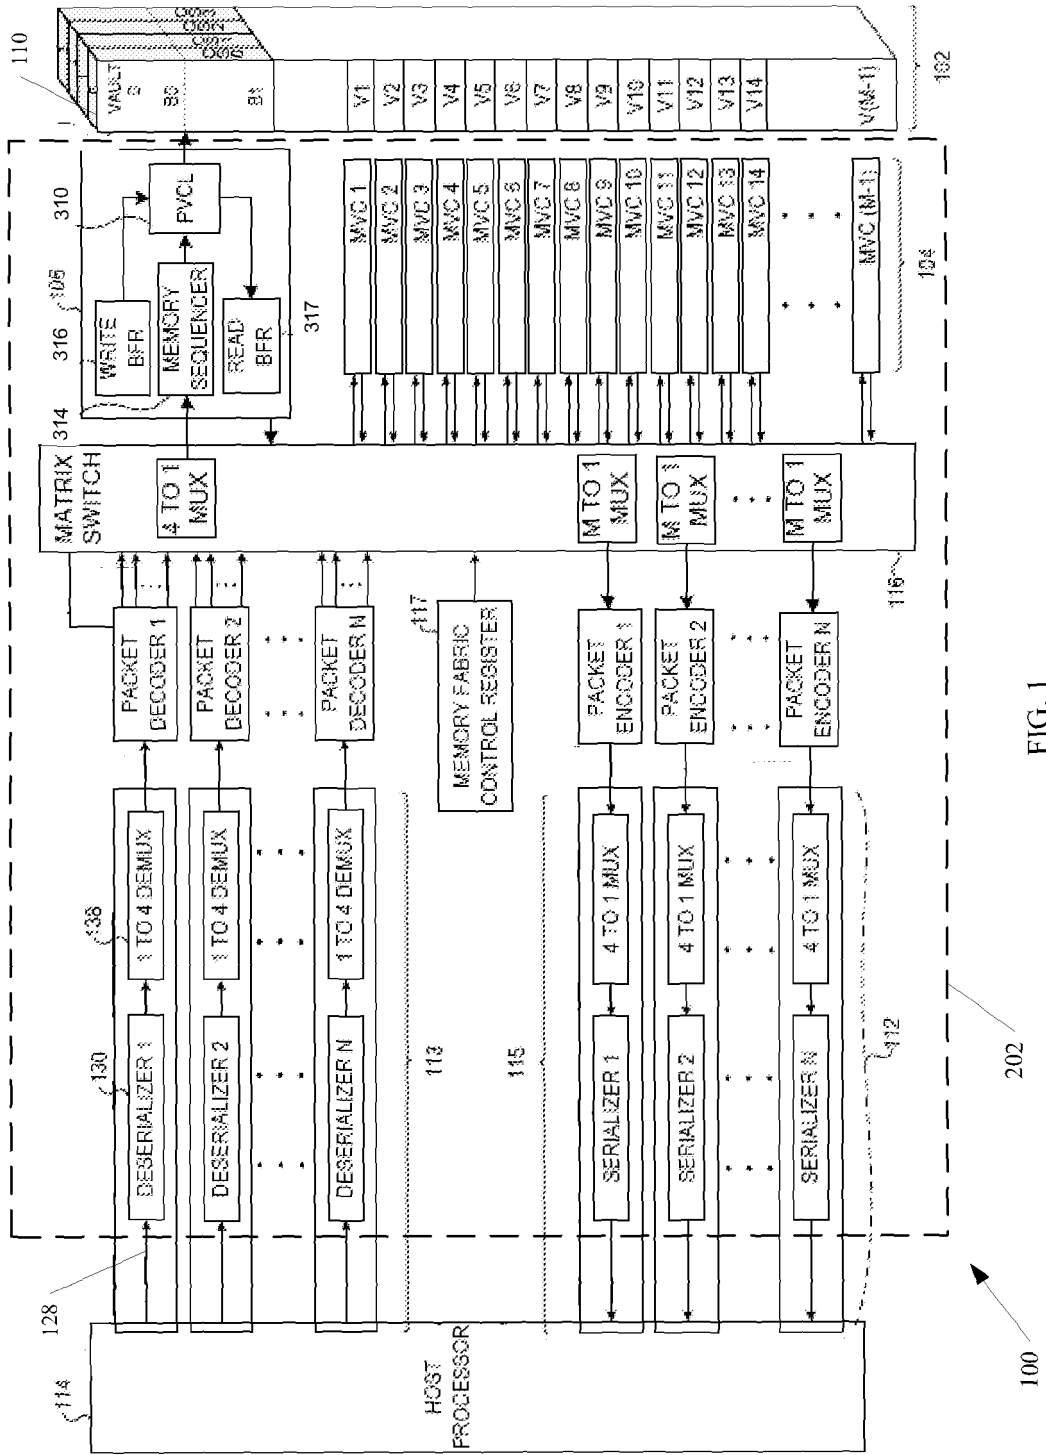 110
VAULT
0
B0
B1
V1
V2
V3
V4
V5
V6
V7
V8
V9
V10
V11
V12
V13
V14
V(M-1)
102
310
PVCL
106
316
WRITE
BFR
MEMORY
SEQUENCER
READ
BFR
317
314
MVC 1
MVC 2
MVC 3
MVC 4
MVC 5
MVC 6
MVC 7
MVC 8
MVC 9
MVC 10
MVC 11
MVC 12
MVC 13
MVC 14
MVC (M-1)
104
MATRIX
SWITCH
4 TO 1
MUX
M TO 1
MUX
M TO 1
MUX
M TO 1
MUX
116
PACKET
DECODER 1
PACKET
DECODER 2
PACKET
DECODER N
117
MEMORY FABRIC
CONTROL REGISTER
PACKET
ENCODER 1
PACKET
ENCODER 2
PACKET
ENCODER N
138
1 TO 4 DEMUX
1 TO 4 DEMUX
1 TO 4 DEMUX
4 TO 1 MUX
4 TO 1 MUX
4 TO 1 MUX
130
DESERIALIZER 1
DESERIALIZER 2
DESERIALIZER N
113
115
SERIALIZER 1
SERIALIZER 2
SERIALIZER N
112
202
128
114
HOST
PROCESSOR
100
FIG. 1